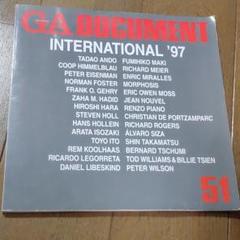 GA DOCUMENT
INTERNATIONAL '97
TADAO ANDO FUMIHIKO MAKI
COOP HIMMELBLAU RICHARD MEIER
PETER EISENMAN ENRIC MIRALLES
NORMAN FOSTER MORPHOSIS
FRANK O. GEHRY ERIC OWEN MOSS
ZAHA M. HADID JEAN NOUVEL
HIROSHI HARA RENZO PIANO
STEVEN HOLL CHRISTIAN DE PORTZAMPARC
HANS HOLLEIN RICHARD ROGERS
ARATA ISOZAKI ÁLVARO SIZA
TOYO ITO SHIN TAKAMATSU
REM KOOLHAAS BERNARD TSCHUMI
RICARDO LEGORRETA TOD WILLIAMS & BILLIE TSIEN
DANIEL LIBESKIND PETER WILSON
51